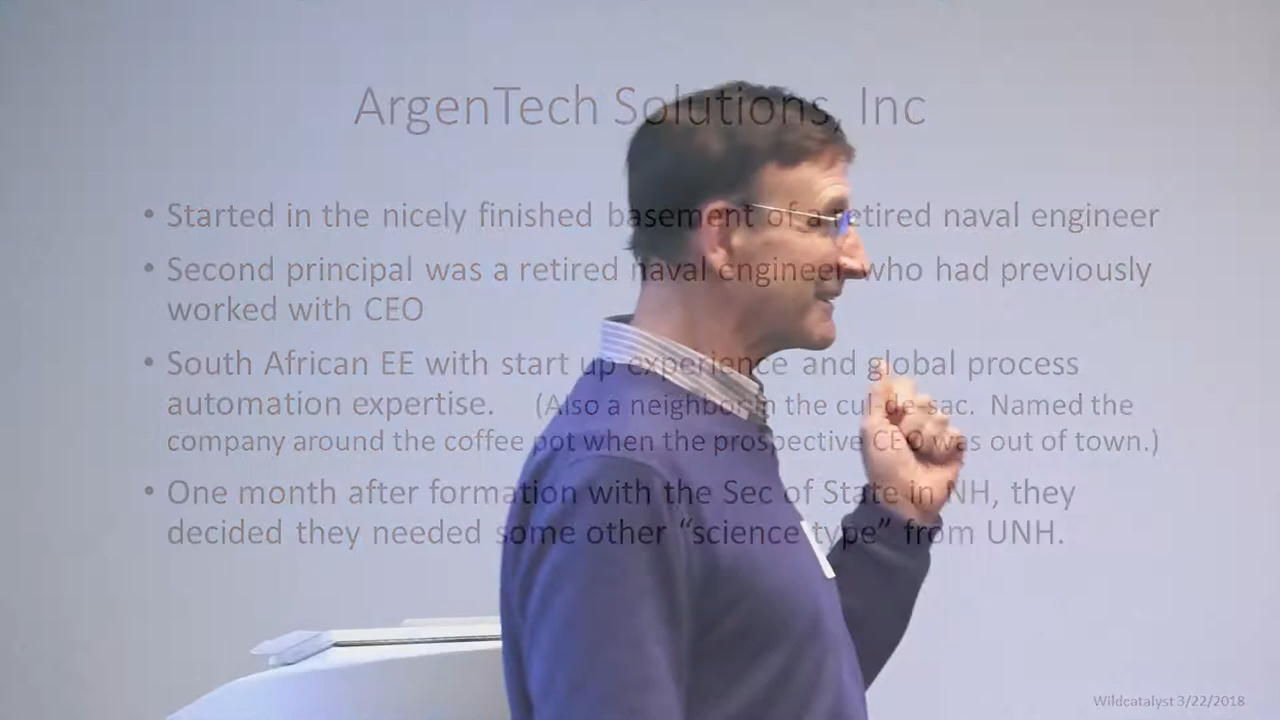 ArgenTech Solutions, Inc
• Started in the nicely finished basement of a retired naval engineer
• Second principal was a retired naval engineer who had previously
worked with CEO
• South African EE with start up experience and global process
automation expertise. (Also a neighbor in the cul-de-sac. Named the
company around the coffee pot when the prospective CEO was out of town.)
• One month after formation with the Sec of State in NH, they
decided they needed some other “science type” from UNH.
Wildcatalyst 3/22/2018